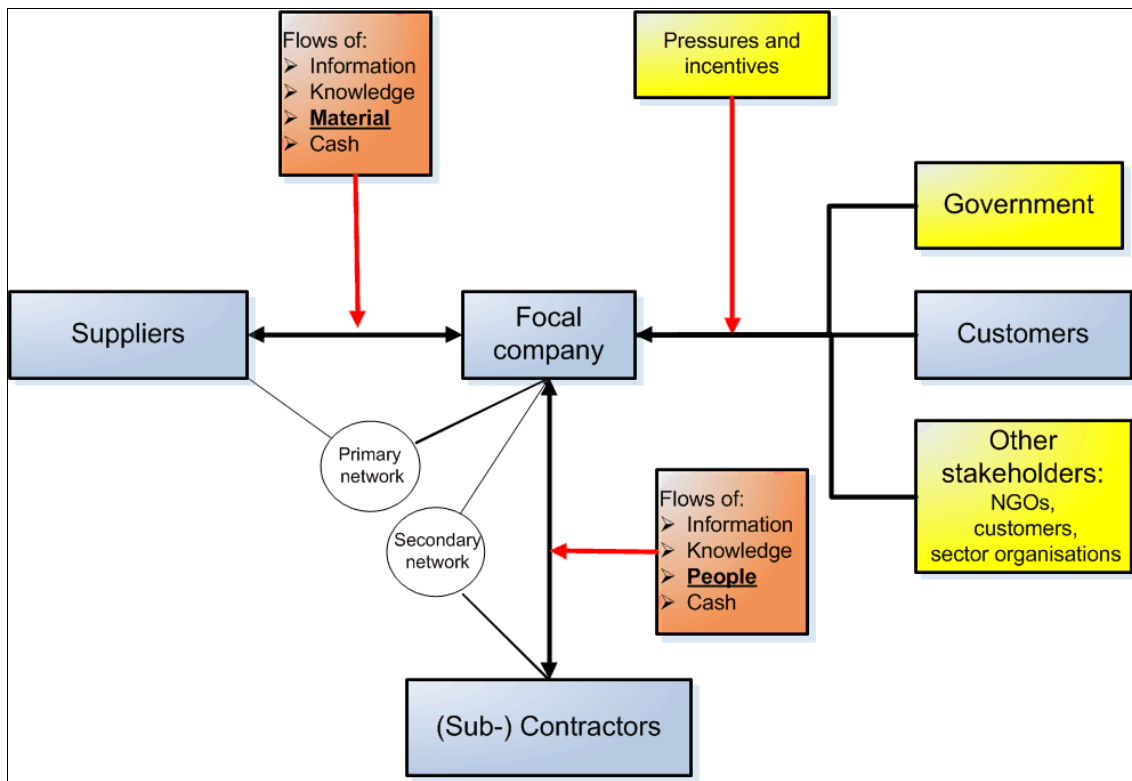 Flows of:
Information
Knowledge
Material
Cash
Pressures and
incentives
Government
Suppliers
Focal
company
Customers
Primary
network
Secondary
network
Flows of:
Information
Knowledge
People
Cash
Other
stakeholders:
NGOs,
customers,
sector organisations
(Sub-) Contractors